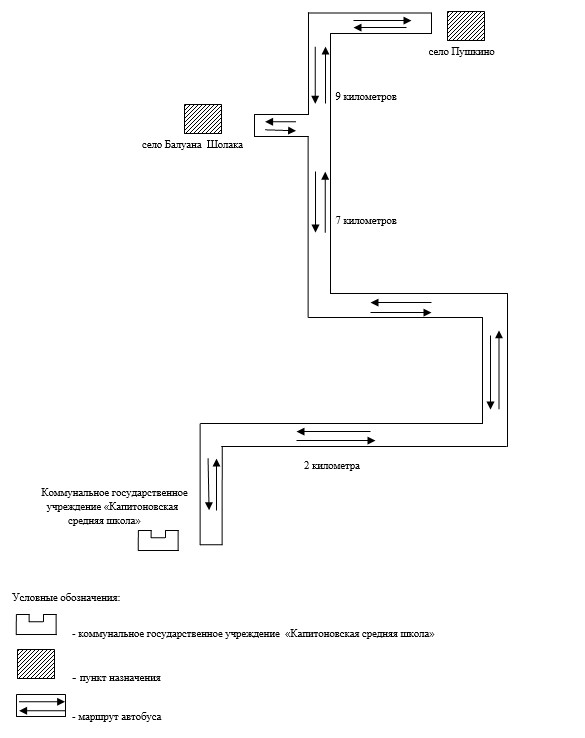 село Пушкино
9 километров
село Балуана Шолака
7 километров
2 километра
Коммунальное государственное
учреждение «Капитоновская
средняя школа»
Условные обозначения:
- коммунальное государственное учреждение «Капитоновская средняя школа»
- пункт назначения
- маршрут автобуса